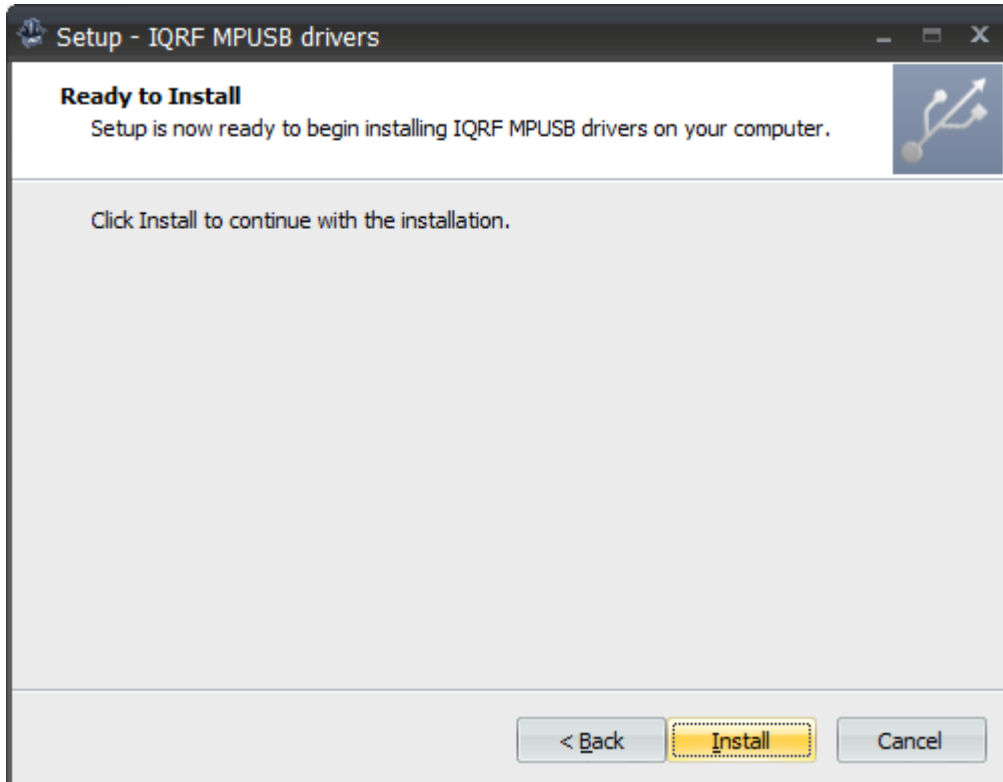 Setup - IQRF MPUSB drivers
Ready to Install
Setup is now ready to begin installing IQRF MPUSB drivers on your computer.
Click Install to continue with the installation.
< Back Install Cancel